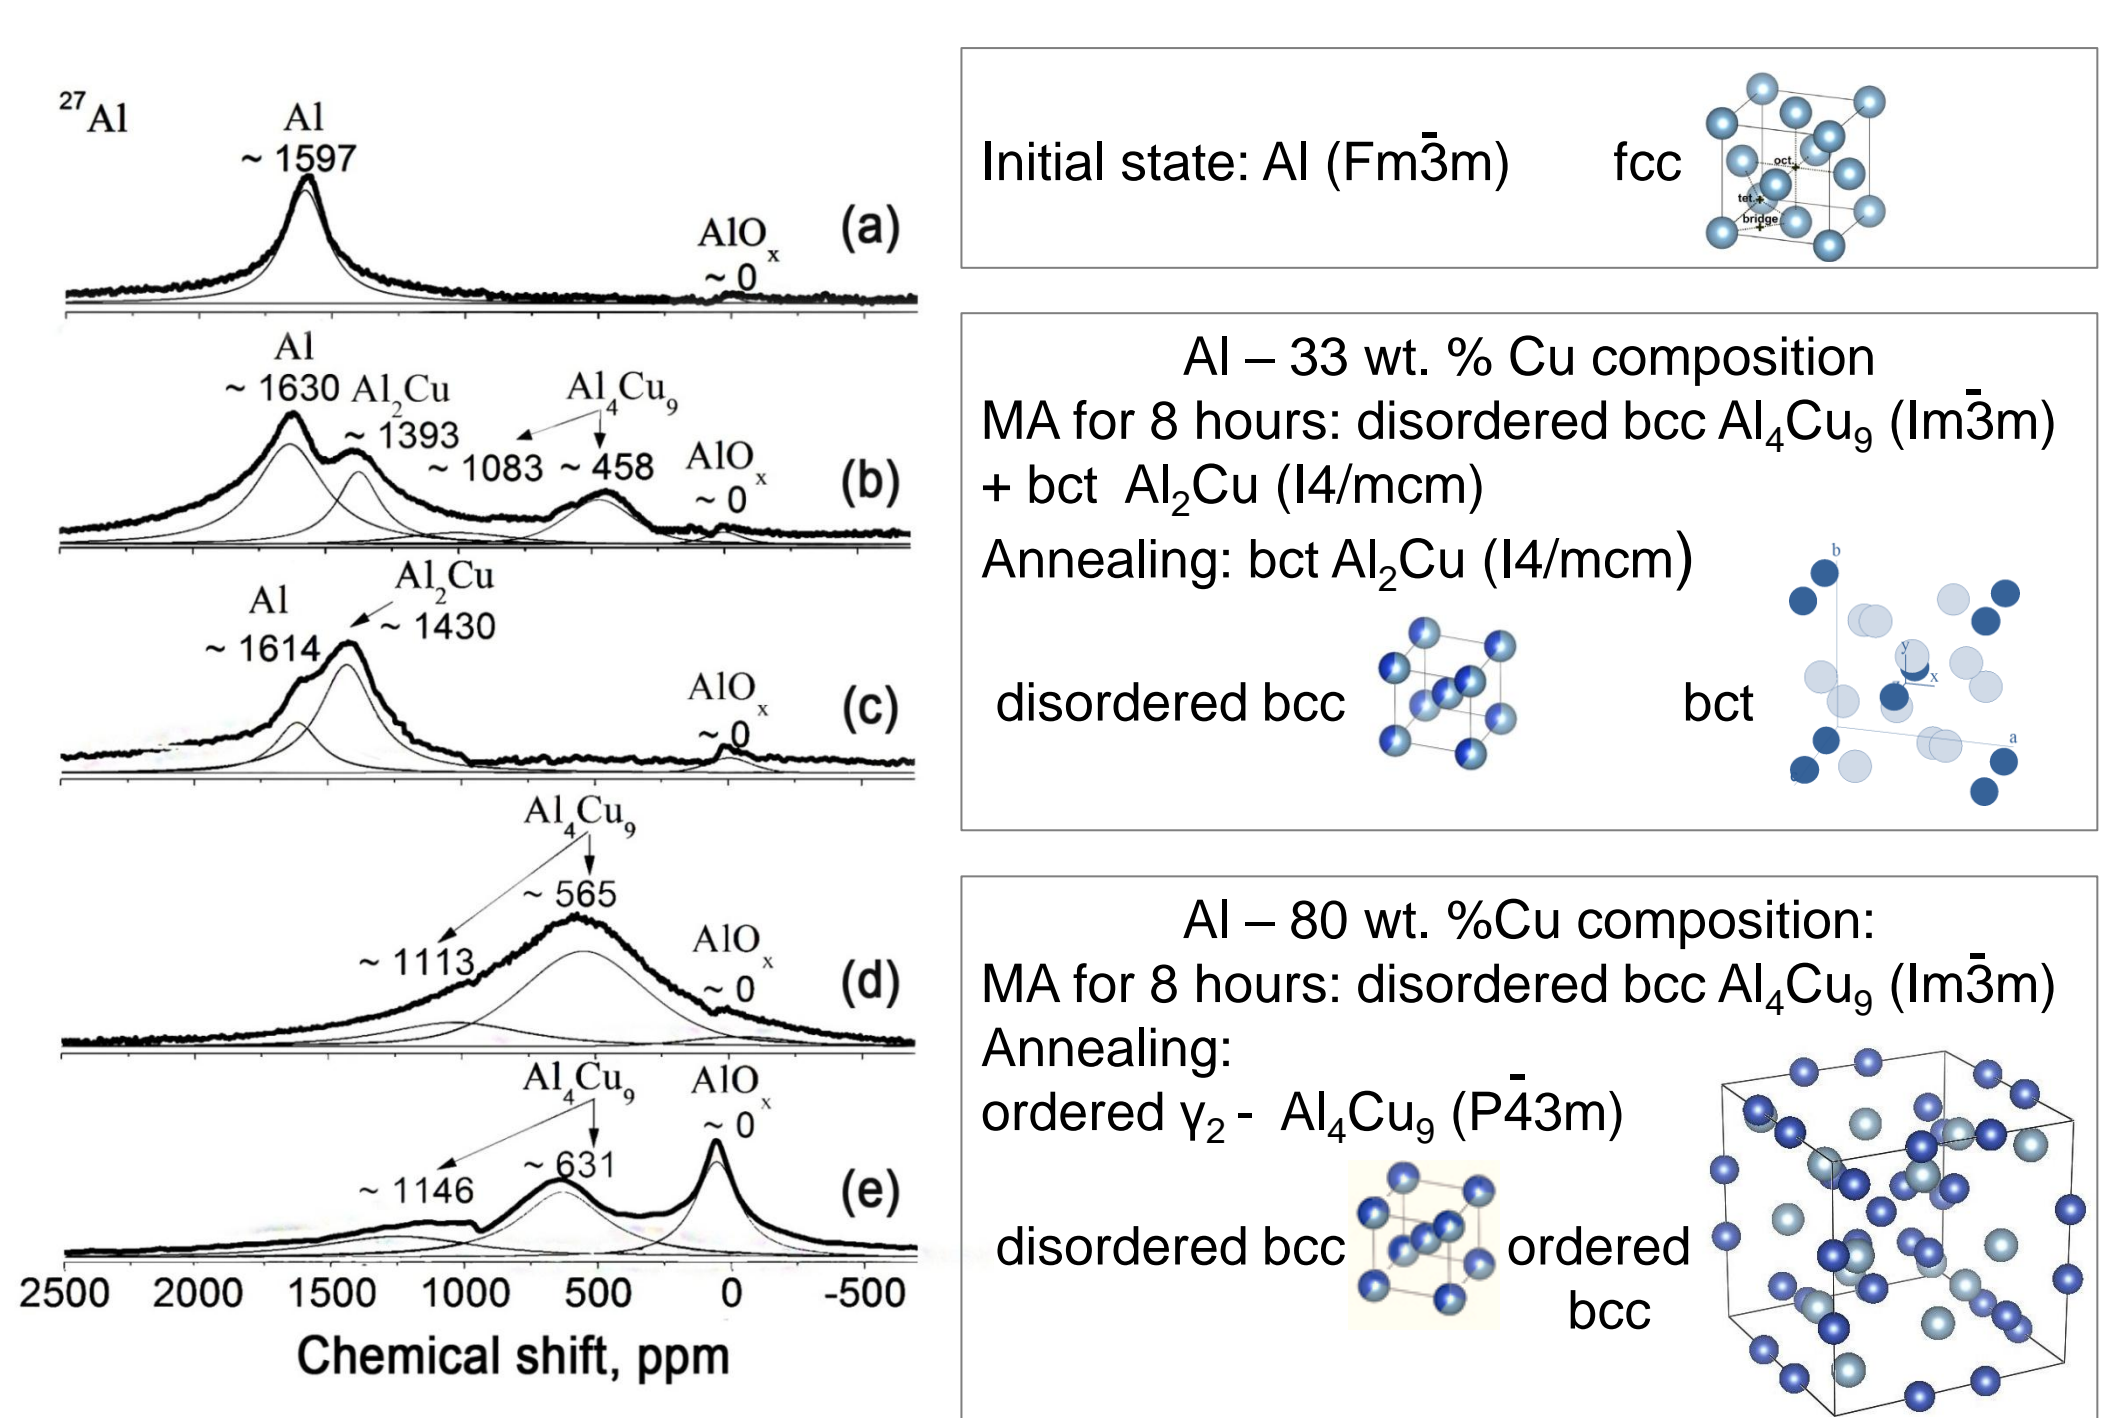 ²⁷Al
Al
~ 1597
AlOₓ
~ 0
(a)
Al
~ 1630
Al₂Cu
~ 1393
Al₄Cu₉
~ 1083
~ 458
AlOₓ
~ 0
(b)
Al
~ 1614
Al₂Cu
~ 1430
AlOₓ
~ 0
(c)
Al₄Cu₉
~ 1113
~ 565
AlOₓ
~ 0
(d)
Al₄Cu₉
~ 1146
~ 631
AlOₓ
~ 0
(e)
2500 2000 1500 1000 500 0 -500
Chemical shift, ppm
Initial state: Al (Fm3̄m) fcc
oct.
tet.
bridge
Al – 33 wt. % Cu composition
MA for 8 hours: disordered bcc Al₄Cu₉ (Im3̄m)
+ bct Al₂Cu (I4/mcm)
Annealing: bct Al₂Cu (I4/mcm)
disordered bcc
bct
b
y
x
a
Al – 80 wt. %Cu composition:
MA for 8 hours: disordered bcc Al₄Cu₉ (Im3̄m)
Annealing:
ordered γ₂ - Al₄Cu₉ (P4̄3m)
disordered bcc
ordered
bcc